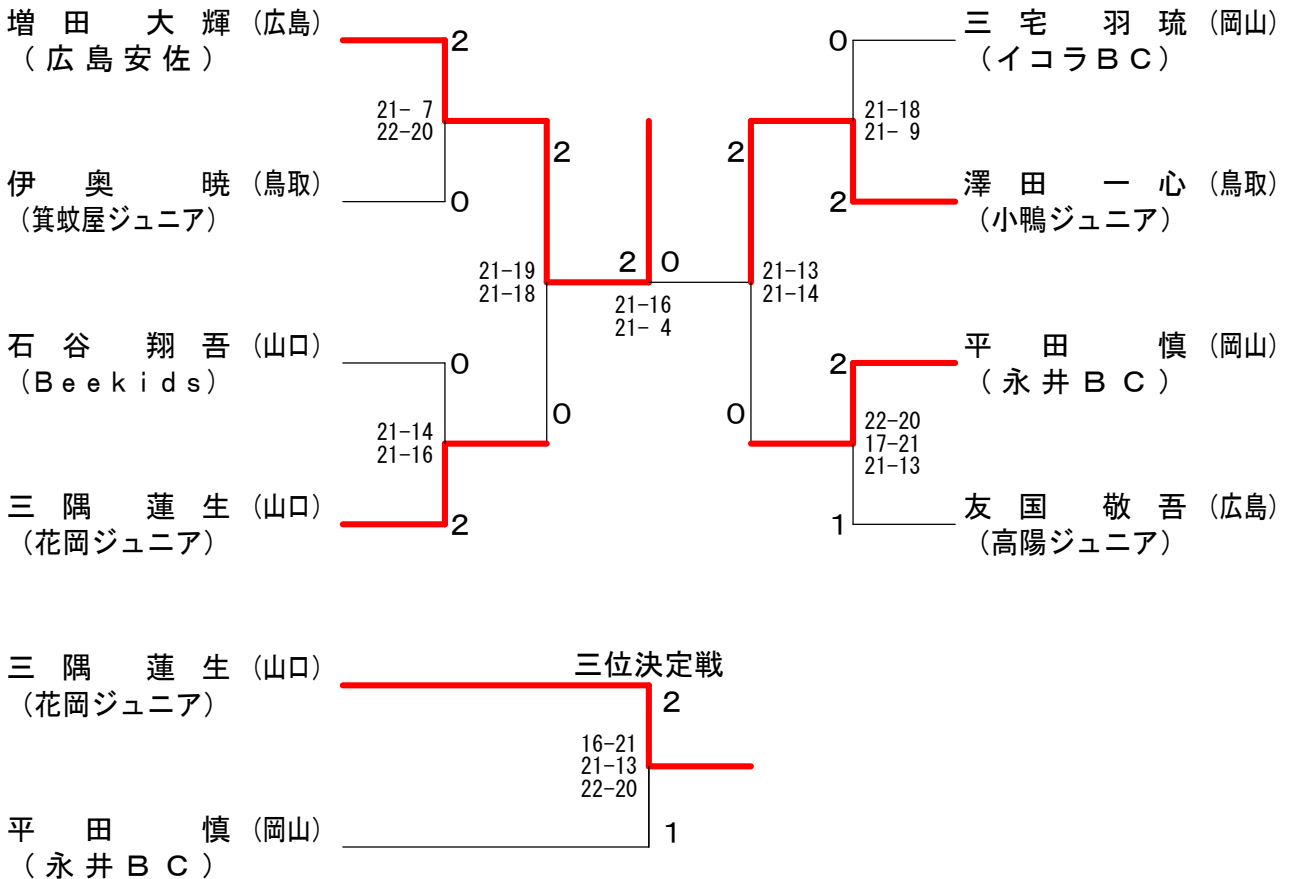 増田 大輝 (広島)
(広島安佐)
2
21- 7
22-20
伊奥 暁 (鳥取)
(箕蚊屋ジュニア)
0
2
21-19
21-18
石谷 翔吾 (山口)
(Beekids)
0
21-14
21-16
0
三隅 蓮生 (山口)
(花岡ジュニア)
2
2 0
21-16
21- 4
三宅 羽琉 (岡山)
(イコラBC)
0
21-18
21- 9
2
澤田 一心 (鳥取)
(小鴨ジュニア)
2
21-13
21-14
平田 慎 (岡山)
(永井BC)
2
0
22-20
17-21
21-13
友国 敬吾 (広島)
(高陽ジュニア)
1
三位決定戦
三隅 蓮生 (山口)
(花岡ジュニア)
2
16-21
21-13
22-20
平田 慎 (岡山)
(永井BC)
1